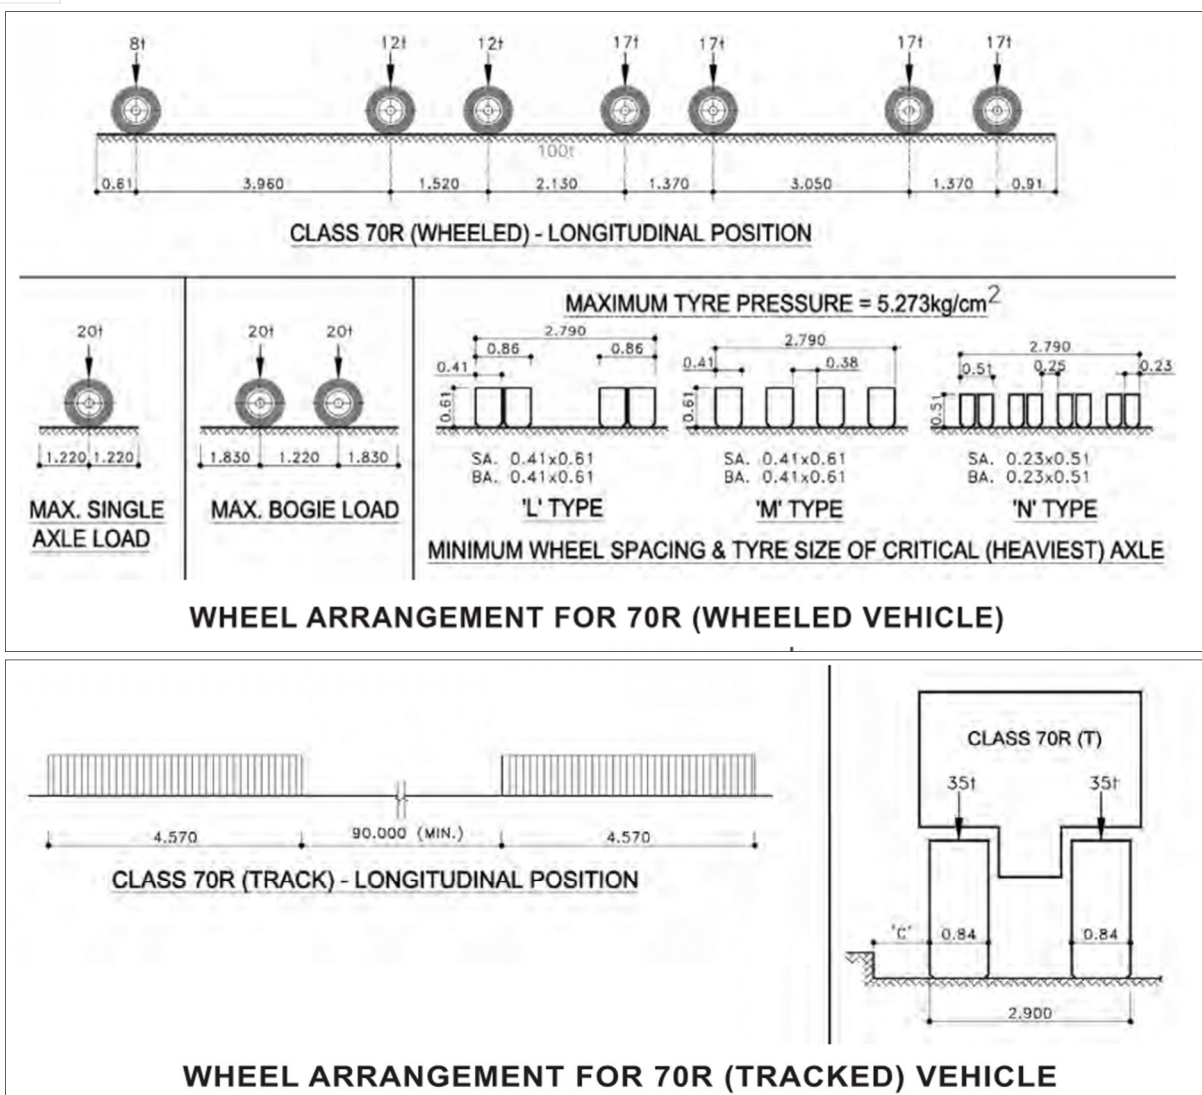 8t 12t 12t 17t 17t 17t 17t
100t
0.61 3.960 1.520 2.130 1.370 3.050 1.370 0.91
CLASS 70R (WHEELED) - LONGITUDINAL POSITION
20t
1.220 1.220
MAX. SINGLE
AXLE LOAD
20t 20t
1.830 1.220 1.830
MAX. BOGIE LOAD
MAXIMUM TYRE PRESSURE = 5.273kg/cm²
2.790
0.86 0.86
0.41
0.61
SA. 0.41x0.61
BA. 0.41x0.61
'L' TYPE
2.790
0.41 0.38
0.61
SA. 0.41x0.61
BA. 0.41x0.61
'M' TYPE
2.790
0.51 0.25 0.23
0.51
SA. 0.23x0.51
BA. 0.23x0.51
'N' TYPE
MINIMUM WHEEL SPACING & TYRE SIZE OF CRITICAL (HEAVIEST) AXLE
WHEEL ARRANGEMENT FOR 70R (WHEELED VEHICLE)
4.570 90.000 (MIN.) 4.570
CLASS 70R (TRACK) - LONGITUDINAL POSITION
CLASS 70R (T)
35t 35t
'C' 0.84 0.84
2.900
WHEEL ARRANGEMENT FOR 70R (TRACKED) VEHICLE